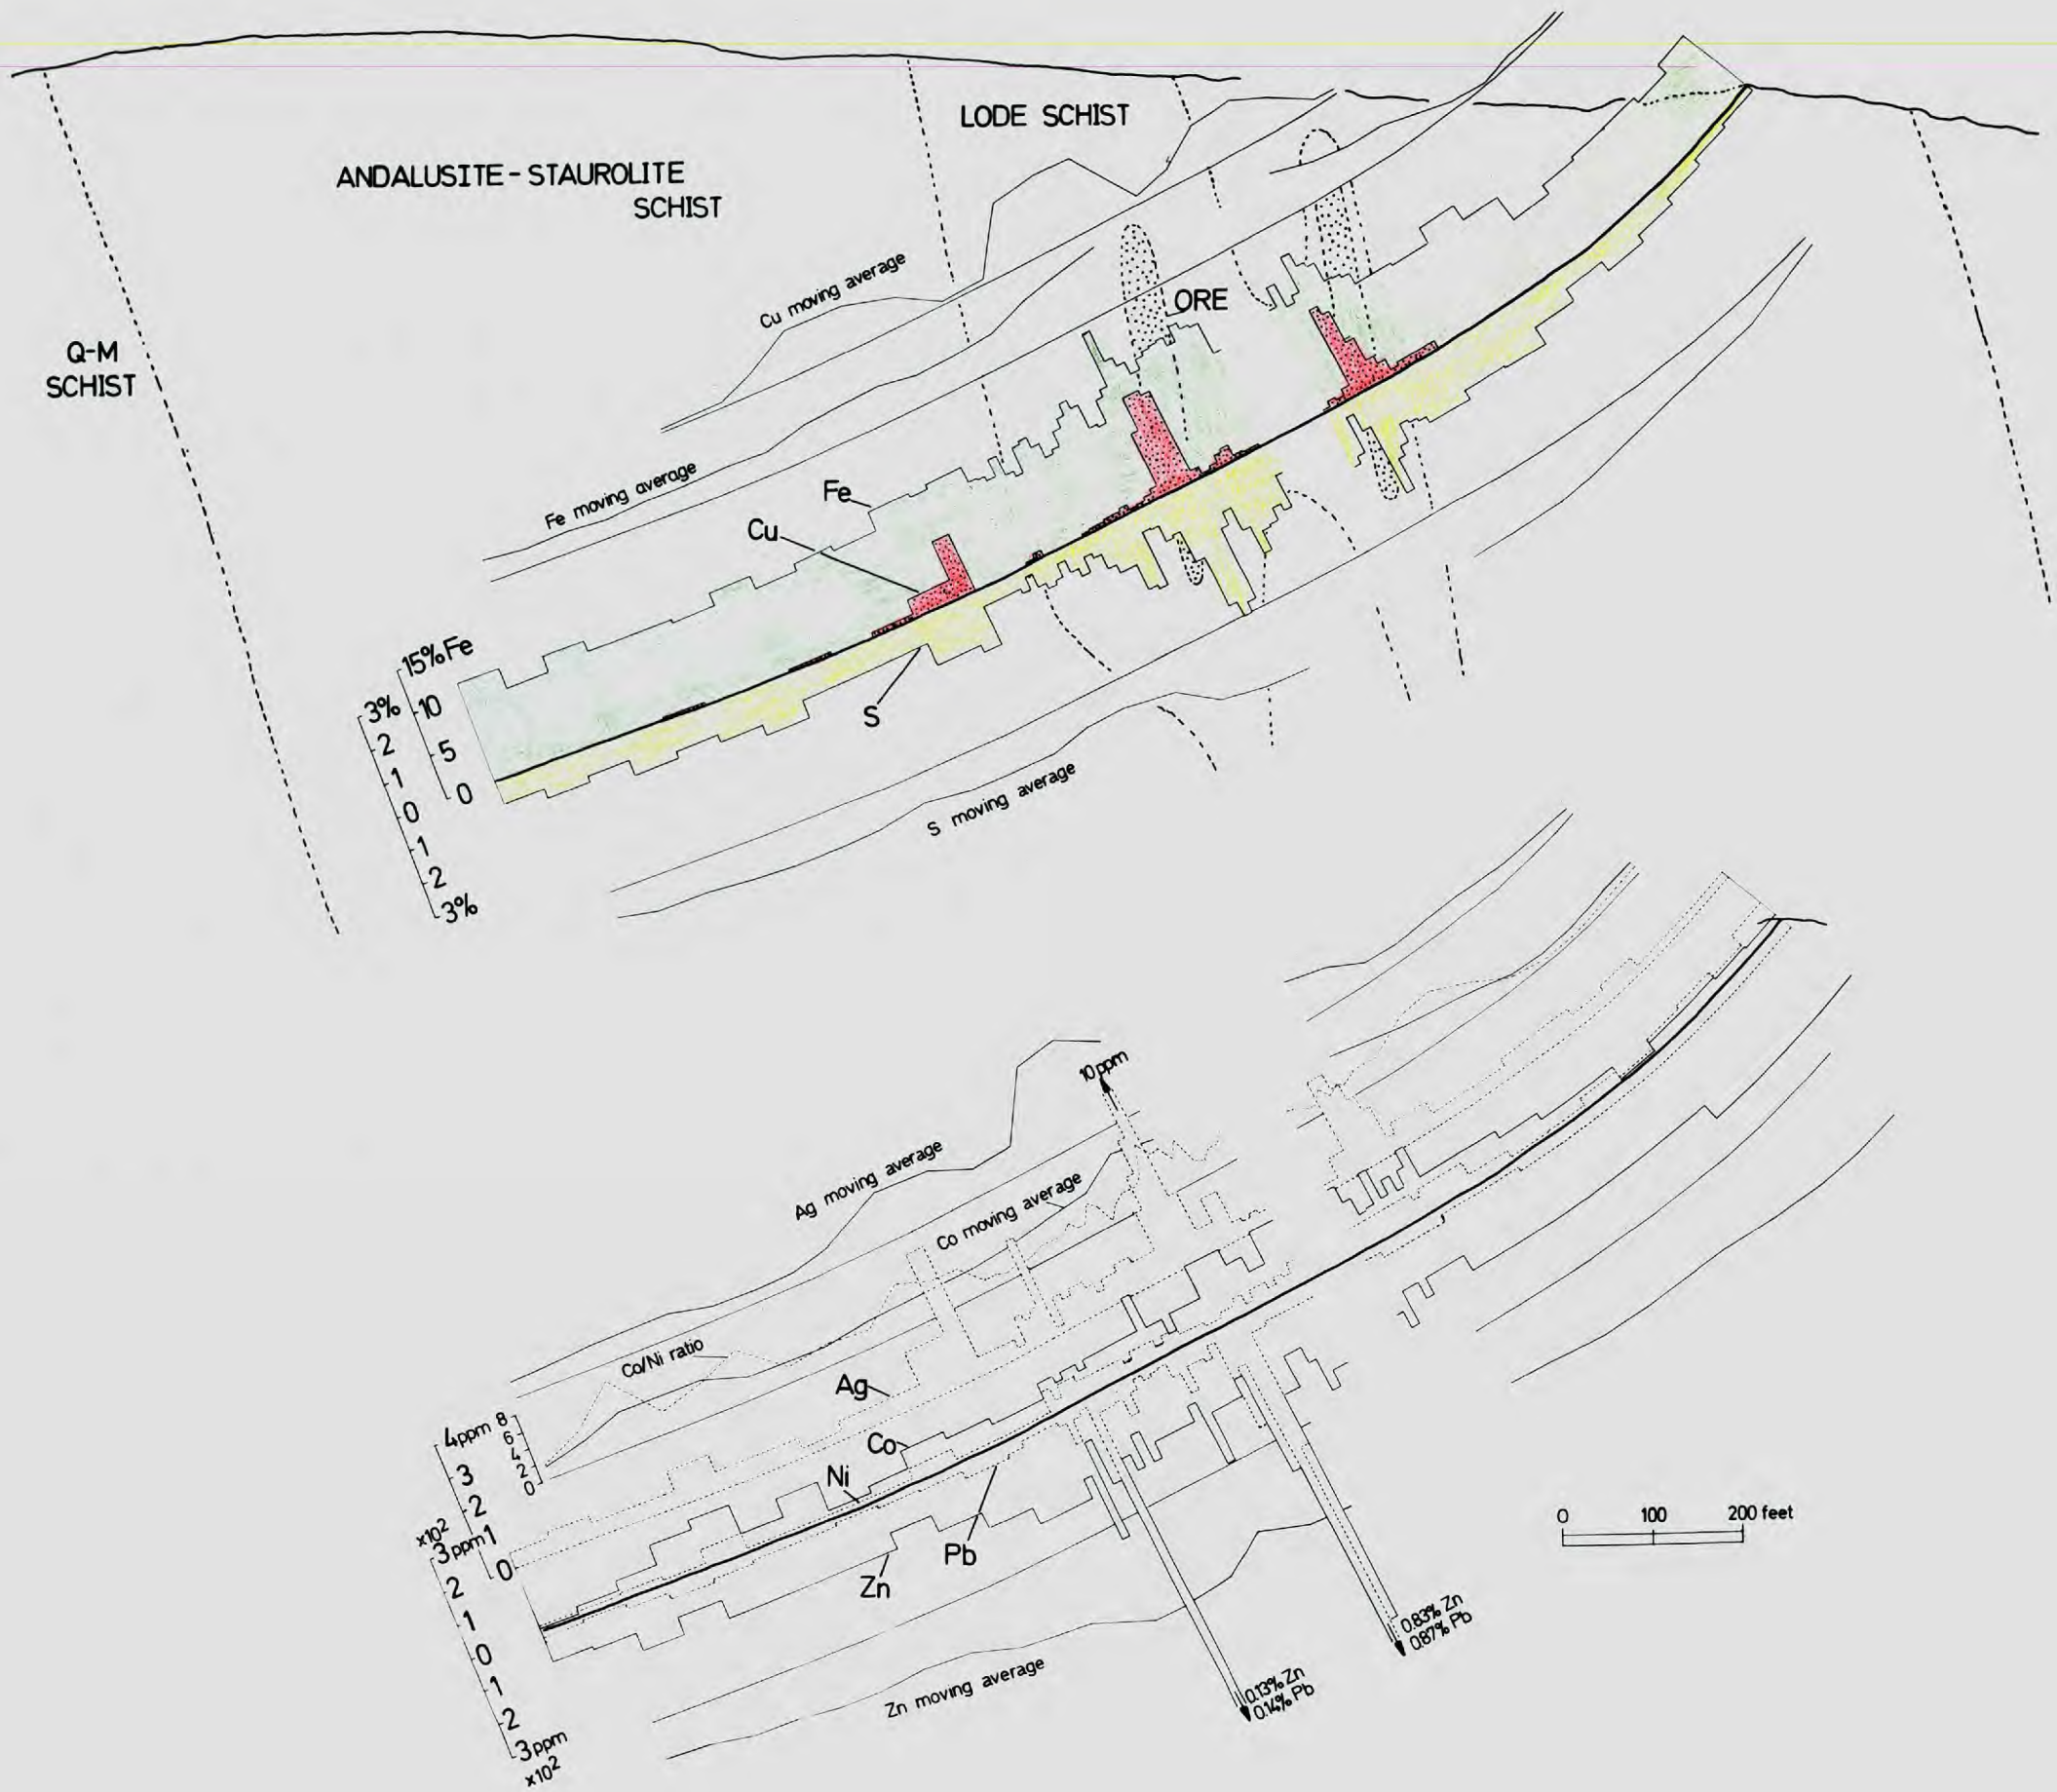 LODE SCHIST
ANDALUSITE - STAUROLITE
SCHIST
Q-M
SCHIST
Cu moving average
ORE
Fe moving average
Fe
Cu
S
15% Fe
10
5
0
3%
2
1
0
1
2
3%
S moving average
10 ppm
Ag moving average
Co moving average
Co/Ni ratio
Ag
Co
Ni
Pb
Zn
4 ppm
3
2
1
0
8
6
4
2
0
x10²
3 ppm
2
1
0
1
2
3 ppm
x10²
0 100 200 feet
0.83% Zn
0.87% Pb
0.13% Zn
0.14% Pb
Zn moving average